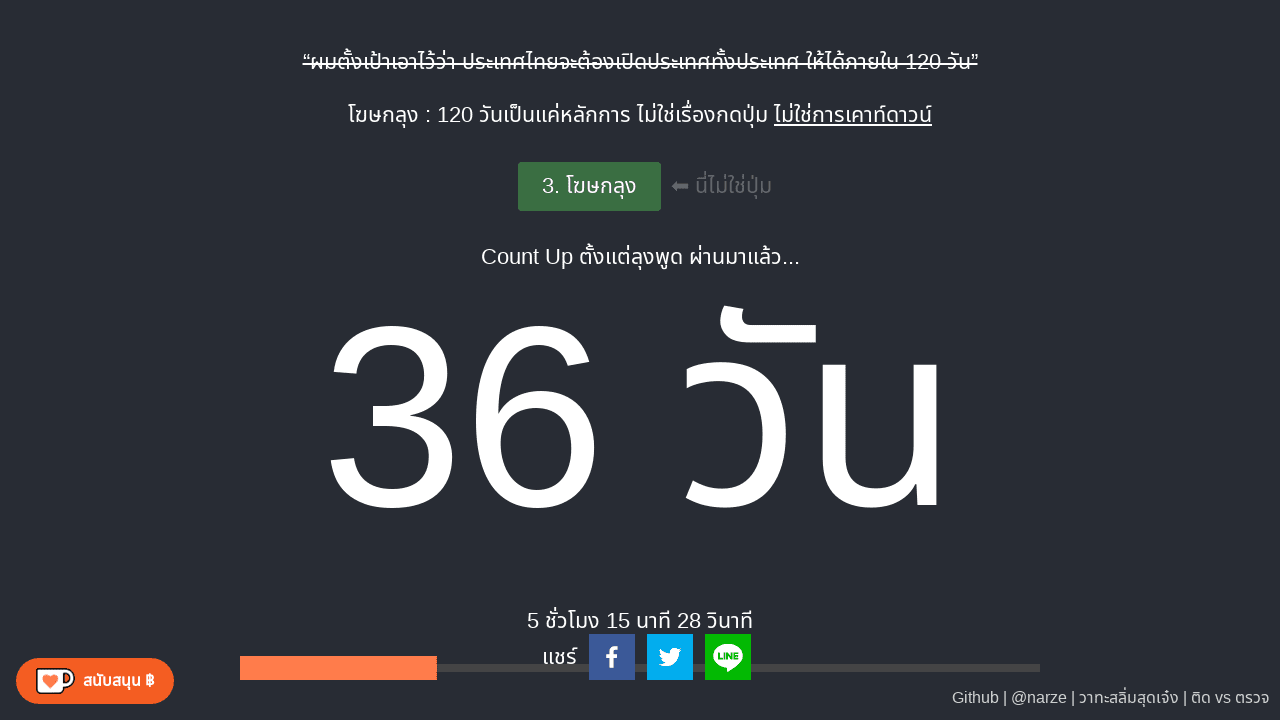 “ผมตั้งเป้าเอาไว้ว่า ประเทศไทยจะต้องเปิดประเทศทั้งประเทศ ให้ได้ภายใน 120 วัน”
โฆษกลุง : 120 วันเป็นแค่หลักการ ไม่ใช่เรื่องกดปุ่ม ไม่ใช่การเคาท์ดาวน์
3. โฆษกลุง ⬅ นี่ไม่ใช่ปุ่ม
Count Up ตั้งแต่ลุงพูด ผ่านมาแล้ว...
36 วัน
5 ชั่วโมง 15 นาที 28 วินาที
แชร์
LINE
สนับสนุน ฿
Github | @narze | วาทะสลิ่มสุดเจ๋ง | ติด vs ตรวจ